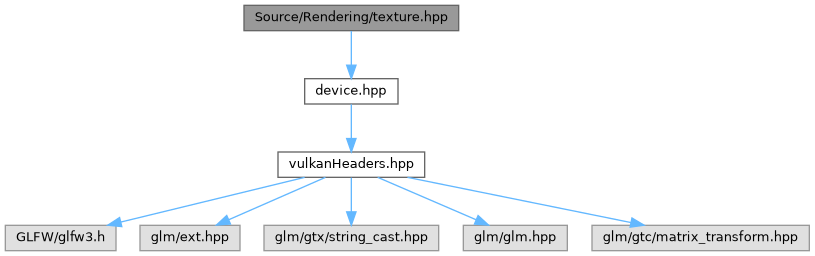 Source/Rendering/texture.hpp
device.hpp
vulkanHeaders.hpp
GLFW/glfw3.h
glm/ext.hpp
glm/gtx/string_cast.hpp
glm/glm.hpp
glm/gtc/matrix_transform.hpp